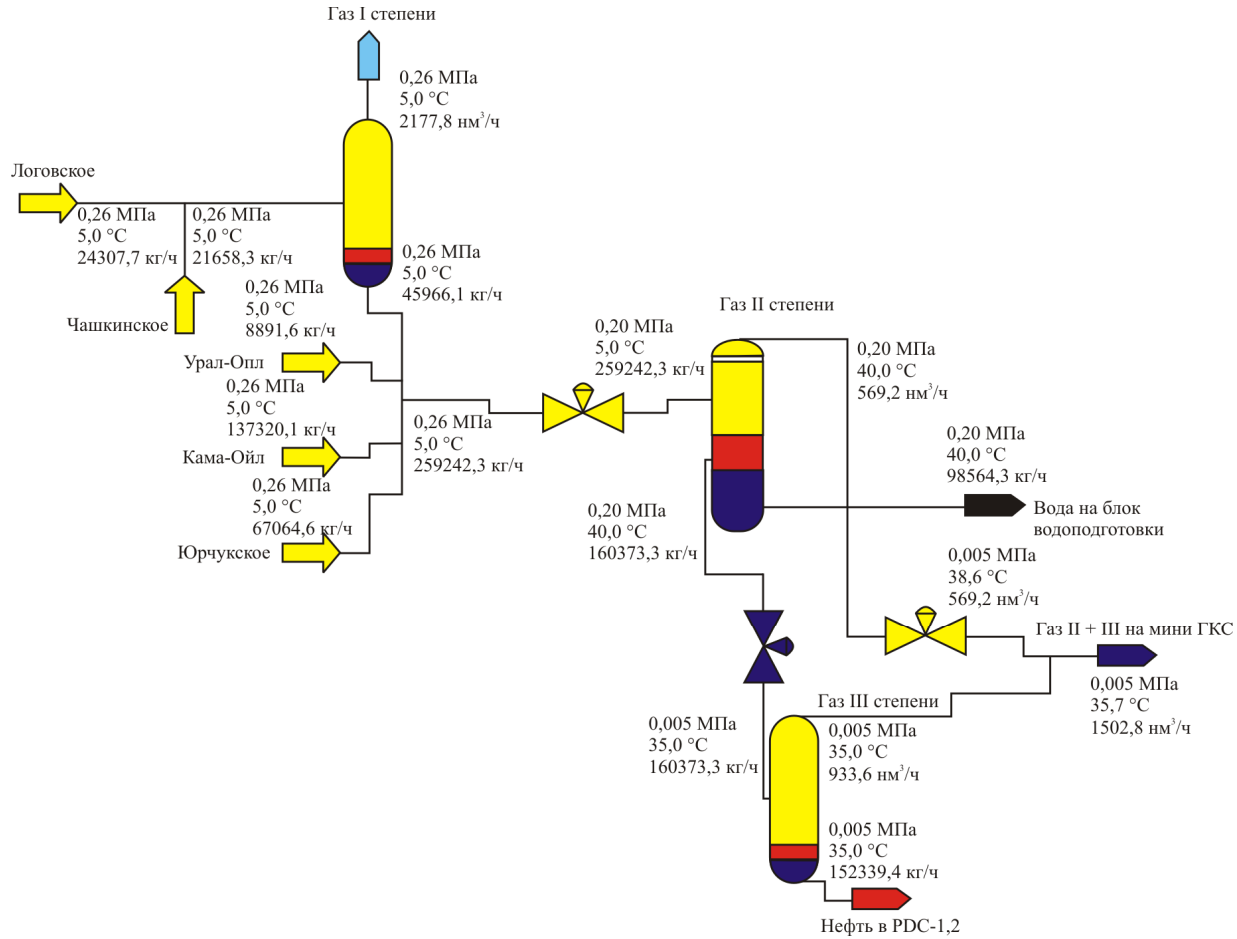 Газ I степени
0,26 МПа
5,0 °C
2177,8 нм³/ч
Логовское
0,26 МПа
5,0 °C
24307,7 кг/ч
0,26 МПа
5,0 °C
21658,3 кг/ч
0,26 МПа
5,0 °C
45966,1 кг/ч
Чашкинское
0,26 МПа
5,0 °C
8891,6 кг/ч
Урал-Опл
0,26 МПа
5,0 °C
137320,1 кг/ч
Кама-Ойл
0,26 МПа
5,0 °C
67064,6 кг/ч
Юрчукское
0,26 МПа
5,0 °C
259242,3 кг/ч
0,20 МПа
5,0 °C
259242,3 кг/ч
Газ II степени
0,20 МПа
40,0 °C
569,2 нм³/ч
0,20 МПа
40,0 °C
98564,3 кг/ч
Вода на блок
водоподготовки
0,20 МПа
40,0 °C
160373,3 кг/ч
0,005 МПа
38,6 °C
569,2 нм³/ч
Газ II + III на мини ГКС
0,005 МПа
35,7 °C
1502,8 нм³/ч
Газ III степени
0,005 МПа
35,0 °C
160373,3 кг/ч
0,005 МПа
35,0 °C
933,6 нм³/ч
0,005 МПа
35,0 °C
152339,4 кг/ч
Нефть в PDC-1,2